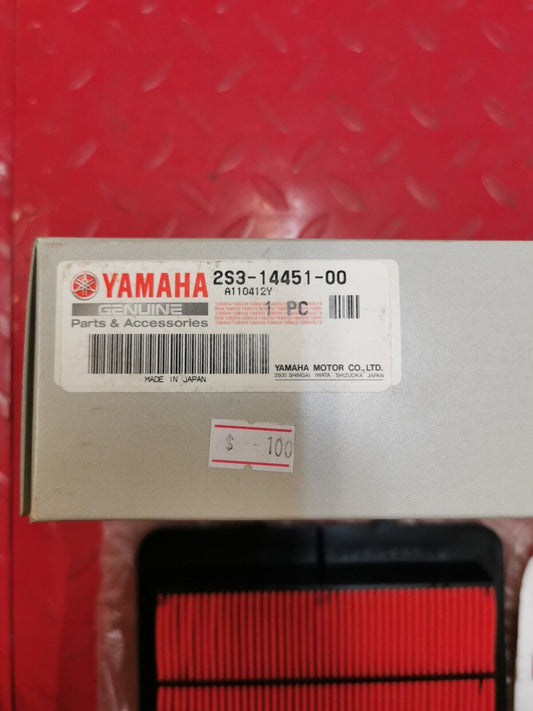 YAMAHA 2S3-14451-00
A110412Y
GENUINE
1 PC
Parts & Accessories
MADE IN JAPAN
YAMAHA MOTOR CO., LTD.
2500 SHINGAI IWATA SHIZUOKA JAPAN
$ - 100